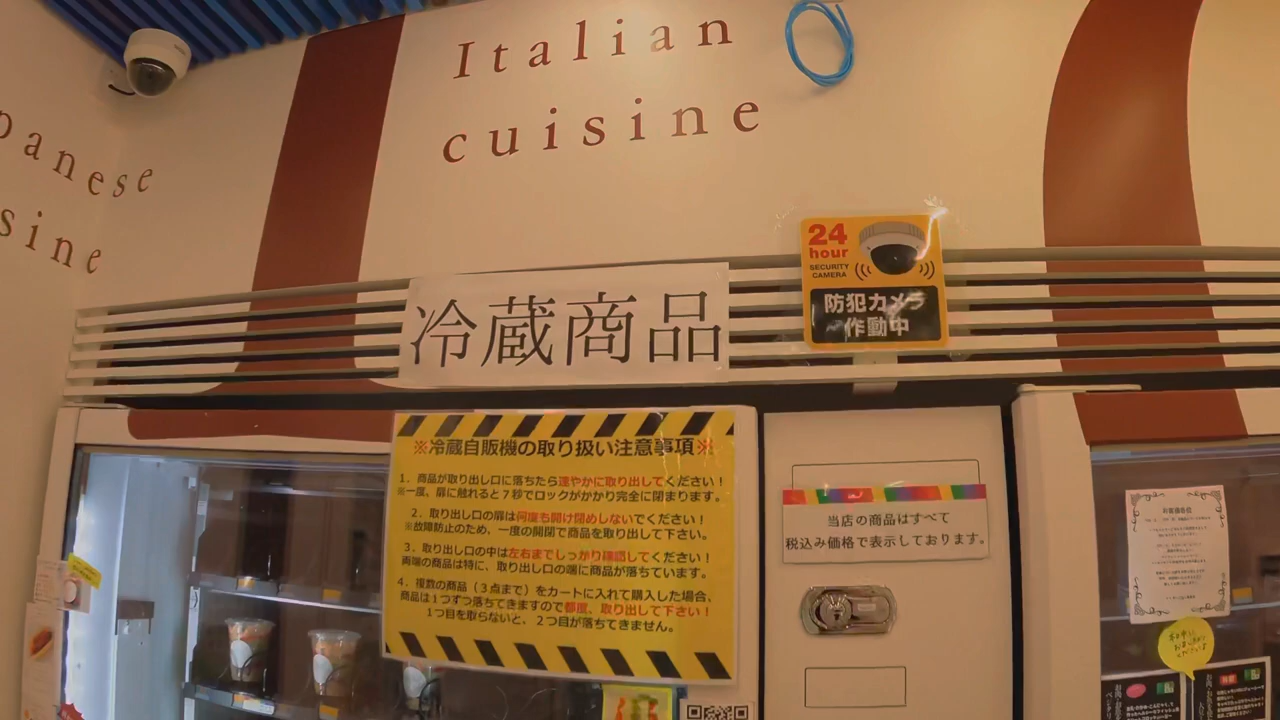 Italian
cuisine
panese
sine
24
hour
SECURITY
CAMERA
防犯カメラ
作動中
冷蔵商品
※冷蔵自販機の取り扱い注意事項※
1．商品が取り出し口に落ちたら速やかに取り出してください！
※一度、扉に触れると7秒でロックがかかり完全に閉まります。
2．取り出し口の扉は何度も開け閉めしないでください！
※故障防止のため、一度の開閉で商品を取り出して下さい。
3．取り出し口の中は左右までしっかり確認してください！
両端の商品は特に、取り出し口の端に商品が落ちています。
4．複数の商品（3点まで）をカートに入れて購入した場合、
商品は1つずつ落ちてきますので都度、取り出して下さい！
1つ目を取らないと、2つ目が落ちてきません。
当店の商品はすべて
税込み価格で表示しております。
お客様各位